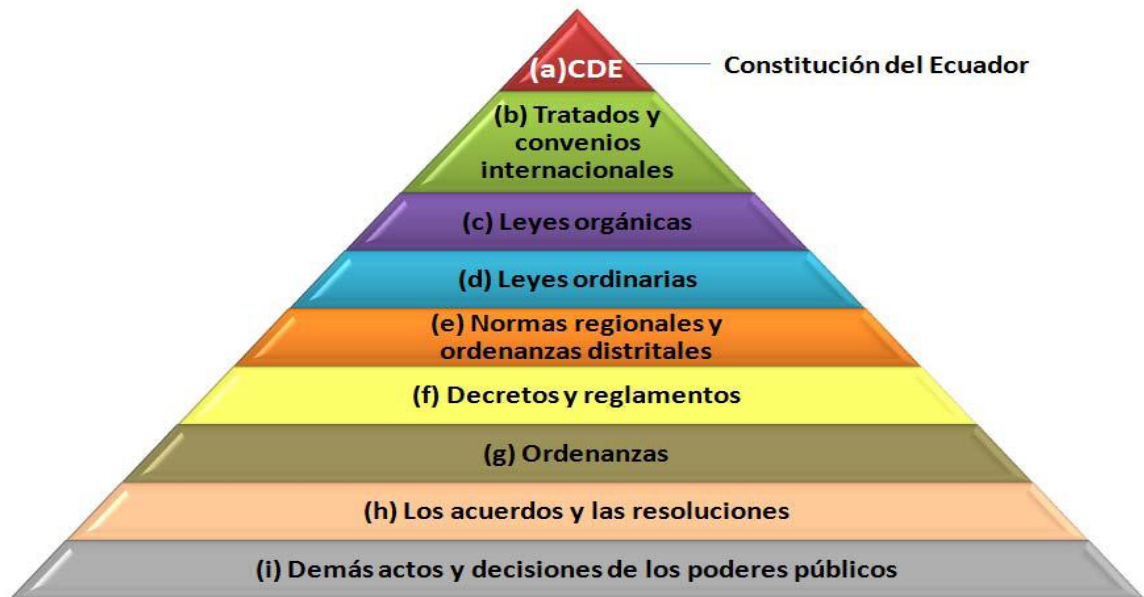 (a)CDE
Constitución del Ecuador
(b) Tratados y
convenios
internacionales
(c) Leyes orgánicas
(d) Leyes ordinarias
(e) Normas regionales y
ordenanzas distritales
(f) Decretos y reglamentos
(g) Ordenanzas
(h) Los acuerdos y las resoluciones
(i) Demás actos y decisiones de los poderes públicos